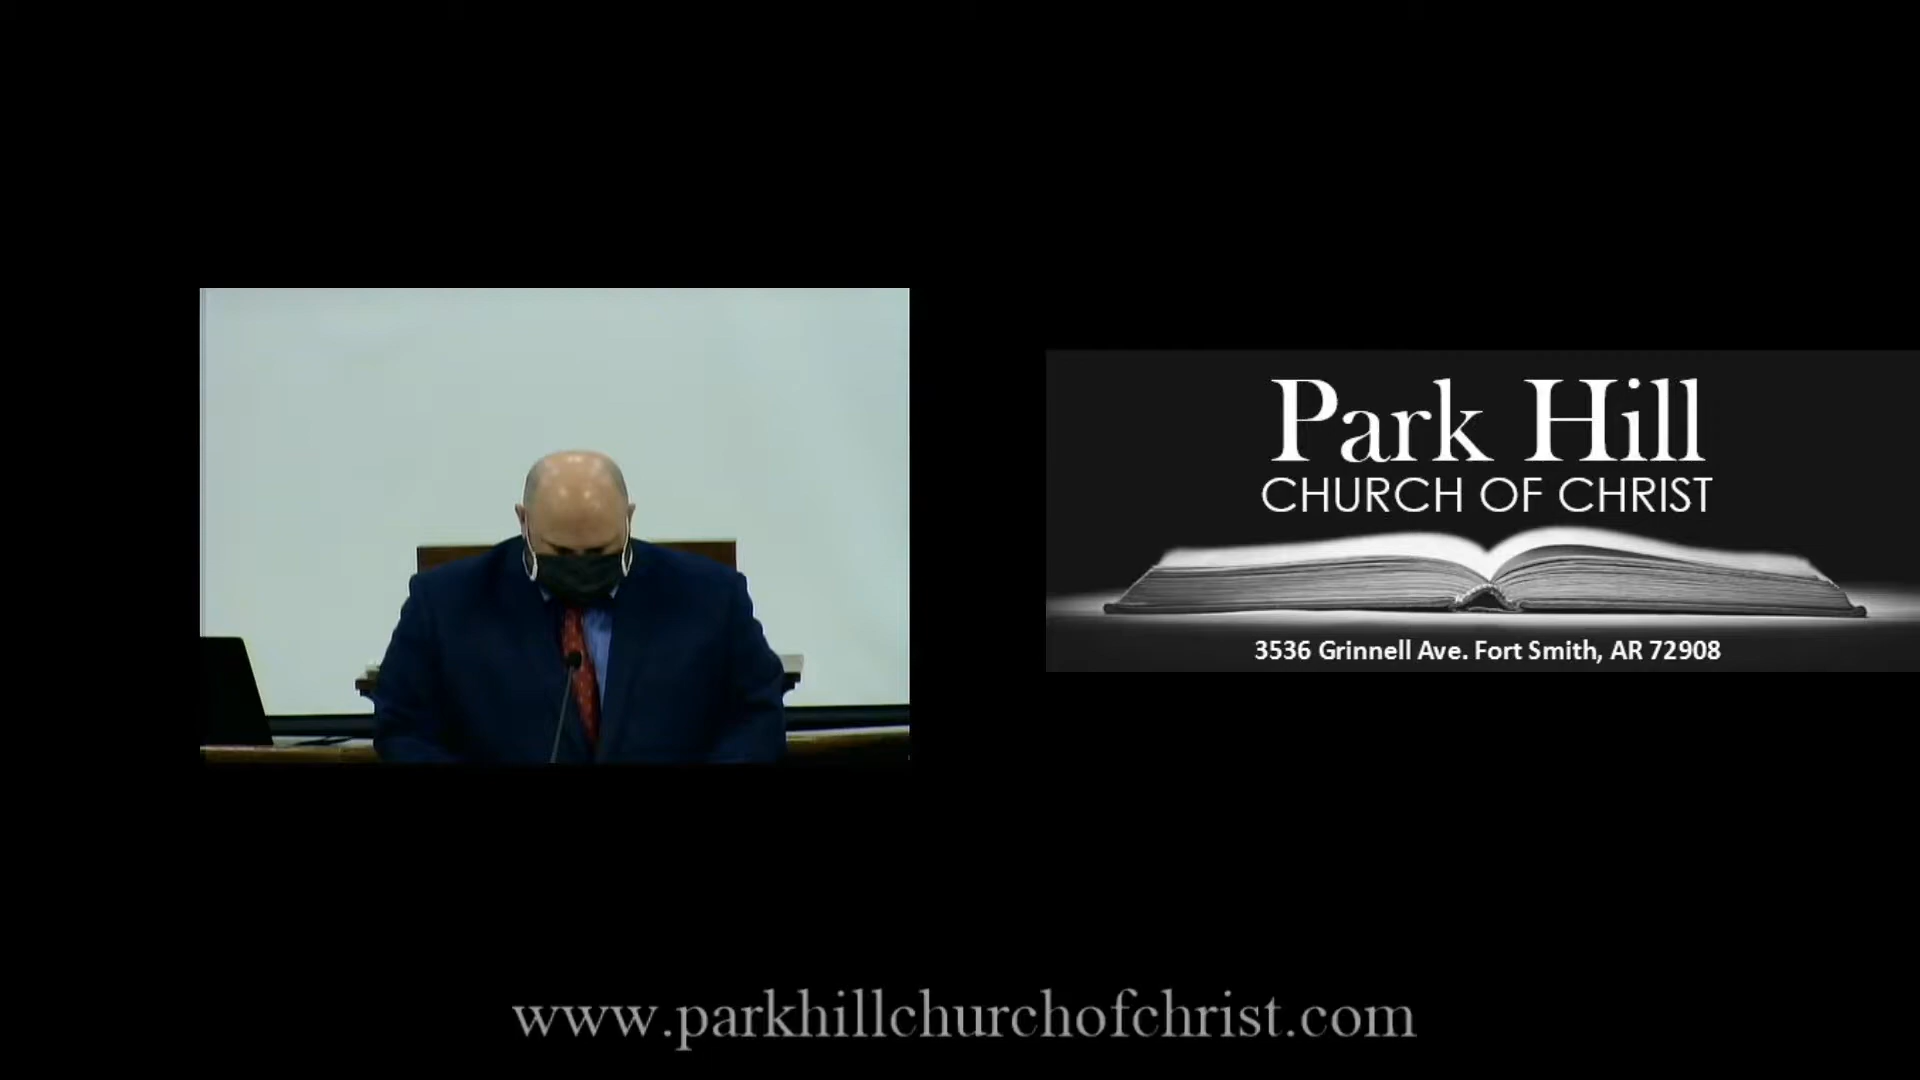 Park Hill
CHURCH OF CHRIST
3536 Grinnell Ave. Fort Smith, AR 72908
www.parkhillchurchofchrist.com